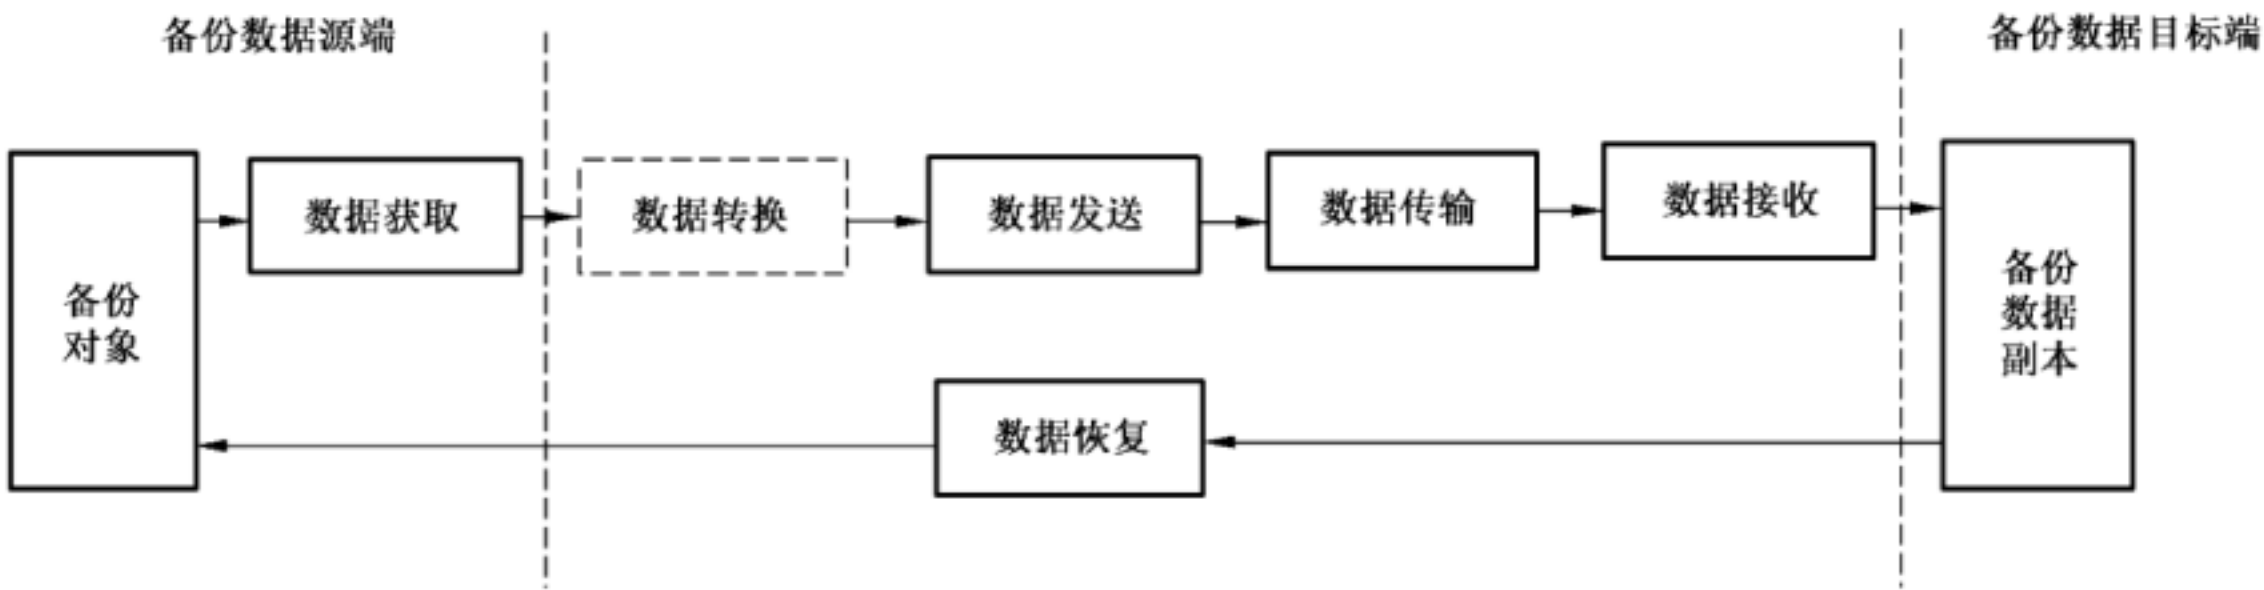 备份数据源端
备份数据目标端
备份
对象
数据获取
数据转换
数据发送
数据传输
数据接收
备份
数据
副本
数据恢复